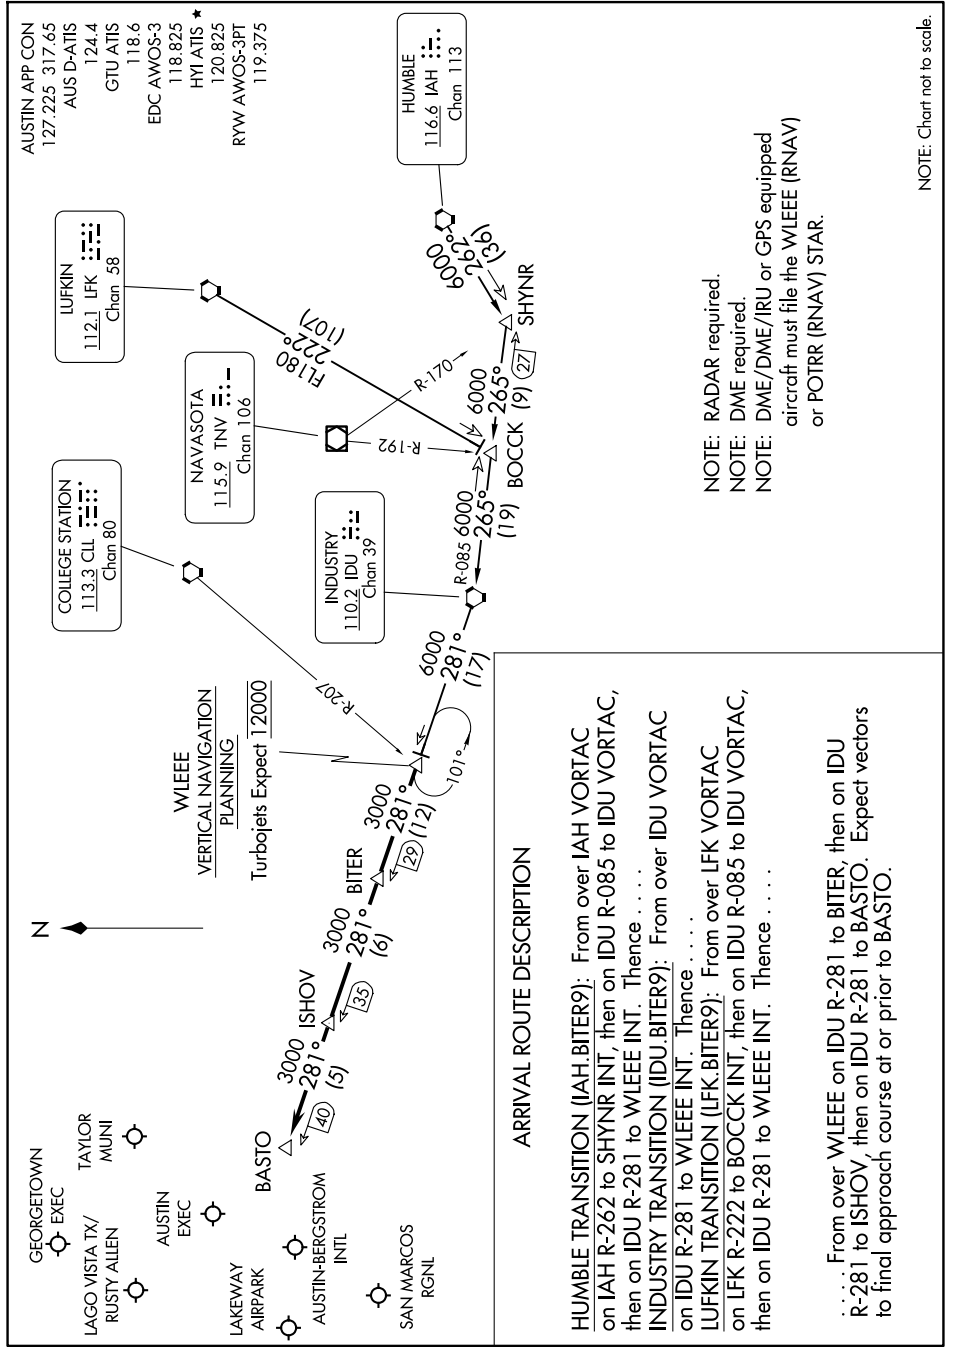 AUSTIN APP CON
127.225 317.65
AUS D-ATIS
124.4
GTU ATIS
118.6
EDC AWOS-3
118.825
HYI ATIS ★
120.825
RYW AWOS-3PT
119.375
HUMBLE
116.6 IAH
Chan 113
LUFKIN
112.1 LFK
Chan 58
NAVASOTA
115.9 TNV
Chan 106
COLLEGE STATION
113.3 CLL
Chan 80
INDUSTRY
110.2 IDU
Chan 39
6000
262°
(36)
SHYNR
FL180
222°
(107)
R-170
R-192
27
6000
265°
(9)
BOCCK
R-085
6000
265°
(19)
R-207
6000
281°
(17)
WLEEE
VERTICAL NAVIGATION
PLANNING
Turbojets Expect 12000
101°
3000
281°
(12)
29
BITER
3000
281°
(6)
35
ISHOV
3000
281°
(5)
40
BASTO
N
GEORGETOWN
EXEC
TAYLOR
MUNI
LAGO VISTA TX/
RUSTY ALLEN
AUSTIN
EXEC
LAKEWAY
AIRPARK
AUSTIN-BERGSTROM
INTL
SAN MARCOS
RGNL
NOTE: RADAR required.
NOTE: DME required.
NOTE: DME/DME/IRU or GPS equipped
aircraft must file the WLEEE (RNAV)
or POTRR (RNAV) STAR.
NOTE: Chart not to scale.
ARRIVAL ROUTE DESCRIPTION
HUMBLE TRANSITION (IAH.BITER9): From over IAH VORTAC
on IAH R-262 to SHYNR INT, then on IDU R-085 to IDU VORTAC,
then on IDU R-281 to WLEEE INT. Thence . . . .
INDUSTRY TRANSITION (IDU.BITER9): From over IDU VORTAC
on IDU R-281 to WLEEE INT. Thence . . . .
LUFKIN TRANSITION (LFK.BITER9): From over LFK VORTAC
on LFK R-222 to BOCCK INT, then on IDU R-085 to IDU VORTAC,
then on IDU R-281 to WLEEE INT. Thence . . . .
. . . . From over WLEEE on IDU R-281 to BITER, then on IDU
R-281 to ISHOV, then on IDU R-281 to BASTO. Expect vectors
to final approach course at or prior to BASTO.